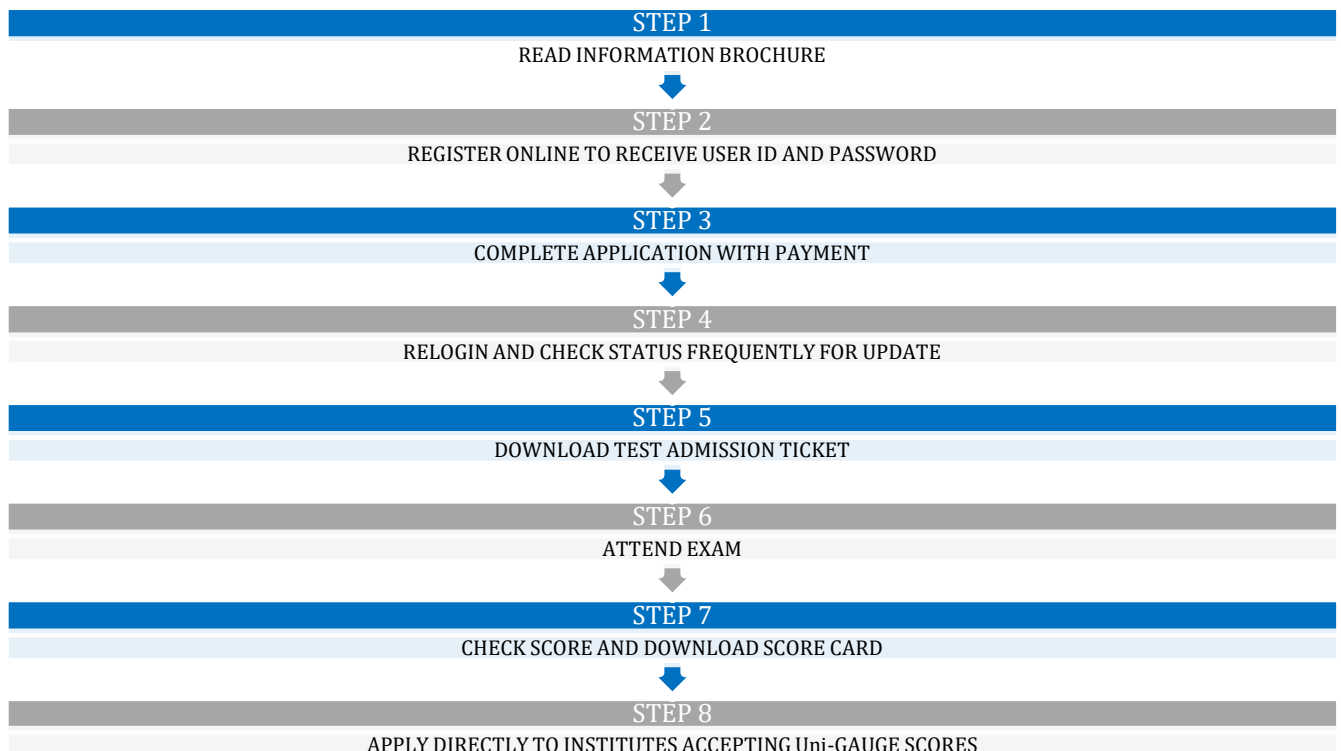 STEP 1
READ INFORMATION BROCHURE
STEP 2
REGISTER ONLINE TO RECEIVE USER ID AND PASSWORD
STEP 3
COMPLETE APPLICATION WITH PAYMENT
STEP 4
RELOGIN AND CHECK STATUS FREQUENTLY FOR UPDATE
STEP 5
DOWNLOAD TEST ADMISSION TICKET
STEP 6
ATTEND EXAM
STEP 7
CHECK SCORE AND DOWNLOAD SCORE CARD
STEP 8
APPLY DIRECTLY TO INSTITUTES ACCEPTING Uni-GAUGE SCORES